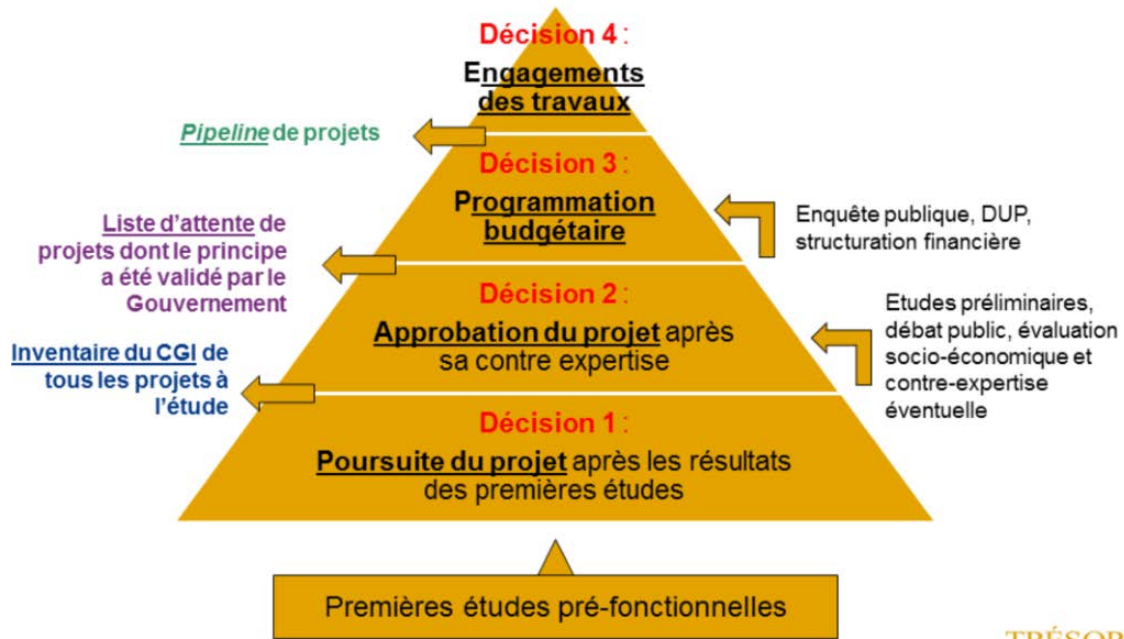 Décision 4 :
Engagements
des travaux
Pipeline de projets
Décision 3 :
Programmation
budgétaire
Enquête publique, DUP,
structuration financière
Liste d'attente de
projets dont le principe
a été validé par le
Gouvernement
Décision 2 :
Approbation du projet après
sa contre expertise
Etudes préliminaires,
débat public, évaluation
socio-économique et
contre-expertise
éventuelle
Inventaire du CGI de
tous les projets à
l'étude
Décision 1 :
Poursuite du projet après les résultats
des premières études
Premières études pré-fonctionnelles
TRÉSOR